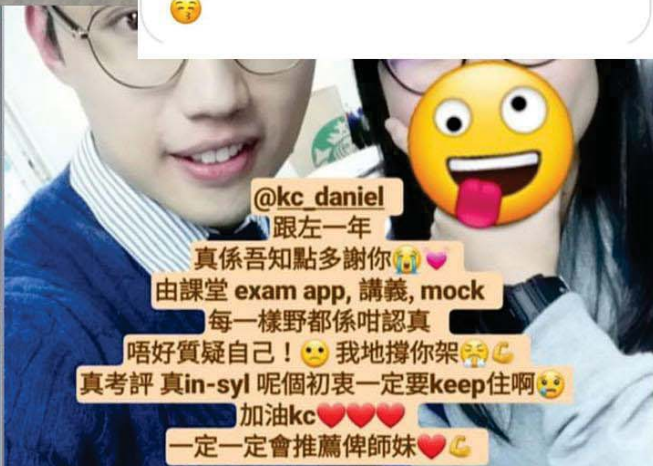 @kc_daniel
跟左一年
真係吾知點多謝你😭💓
由課堂 exam app, 講義, mock
每一樣野都係咁認真
唔好質疑自己！🙁 我地撐你架😤💪
真考評 真in-syl 呢個初衷一定要keep住啊😢
加油kc❤️❤️❤️
一定一定會推薦俾師妹❤️💪